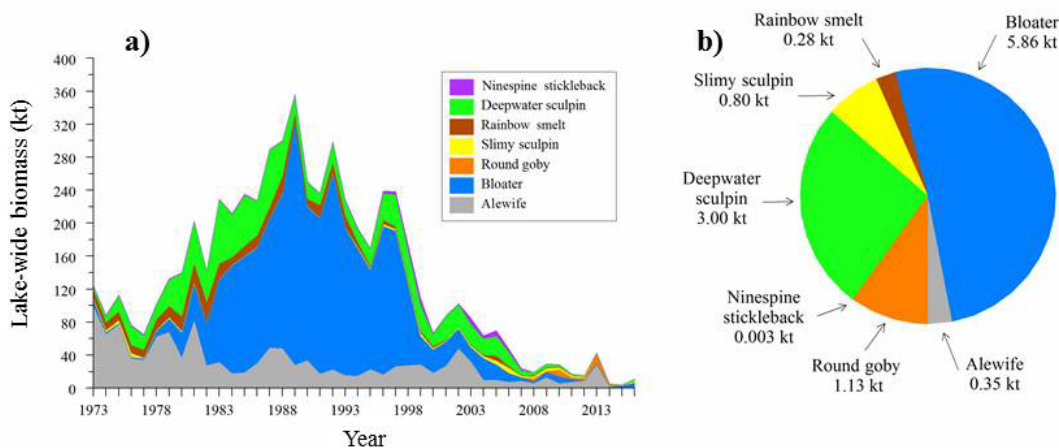 a)
Lake-wide biomass (kt)
400
360
320
280
240
200
160
120
80
40
0
1973
1978
1983
1988
1993
1998
2003
2008
2013
Year
Ninespine stickleback
Deepwater sculpin
Rainbow smelt
Slimy sculpin
Round goby
Bloater
Alewife
b)
Rainbow smelt
0.28 kt
Bloater
5.86 kt
Slimy sculpin
0.80 kt
Deepwater
sculpin
3.00 kt
Ninespine
stickleback
0.003 kt
Round goby
1.13 kt
Alewife
0.35 kt